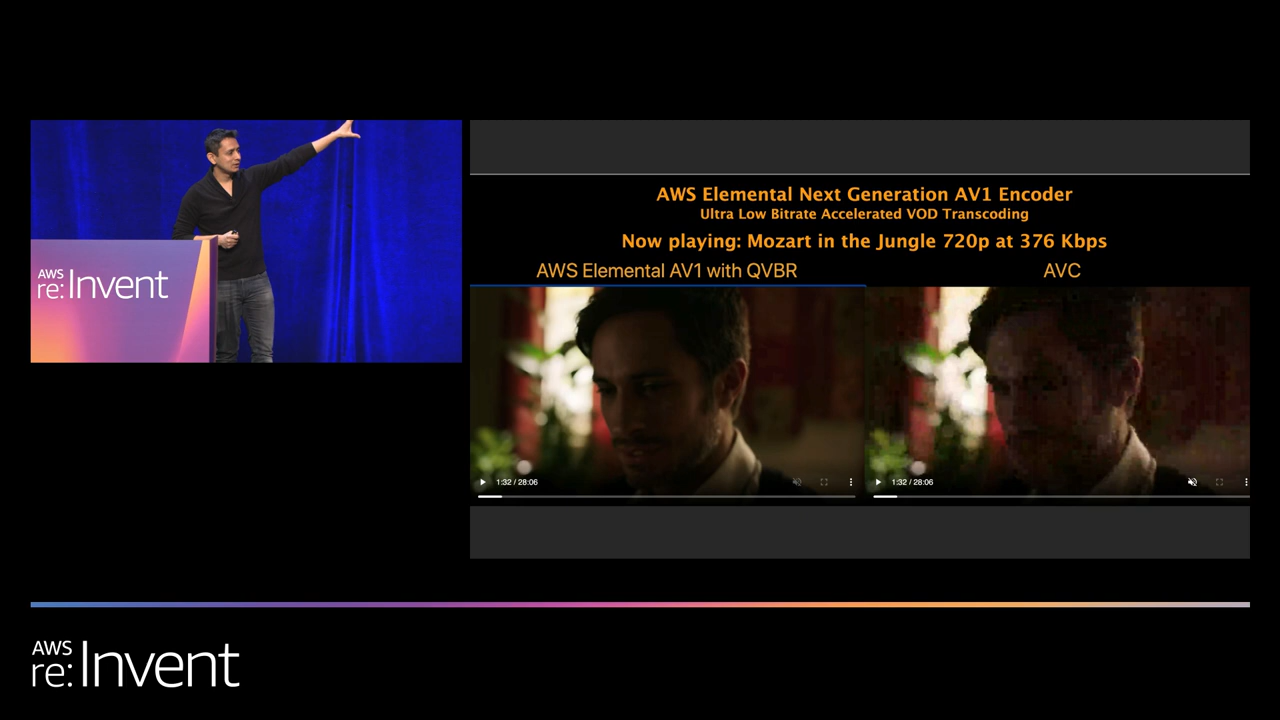 AWS
re:Invent
AWS Elemental Next Generation AV1 Encoder
Ultra Low Bitrate Accelerated VOD Transcoding
Now playing: Mozart in the Jungle 720p at 376 Kbps
AWS Elemental AV1 with QVBR
AVC
1:32 / 28:06
1:32 / 28:06
AWS
re:Invent